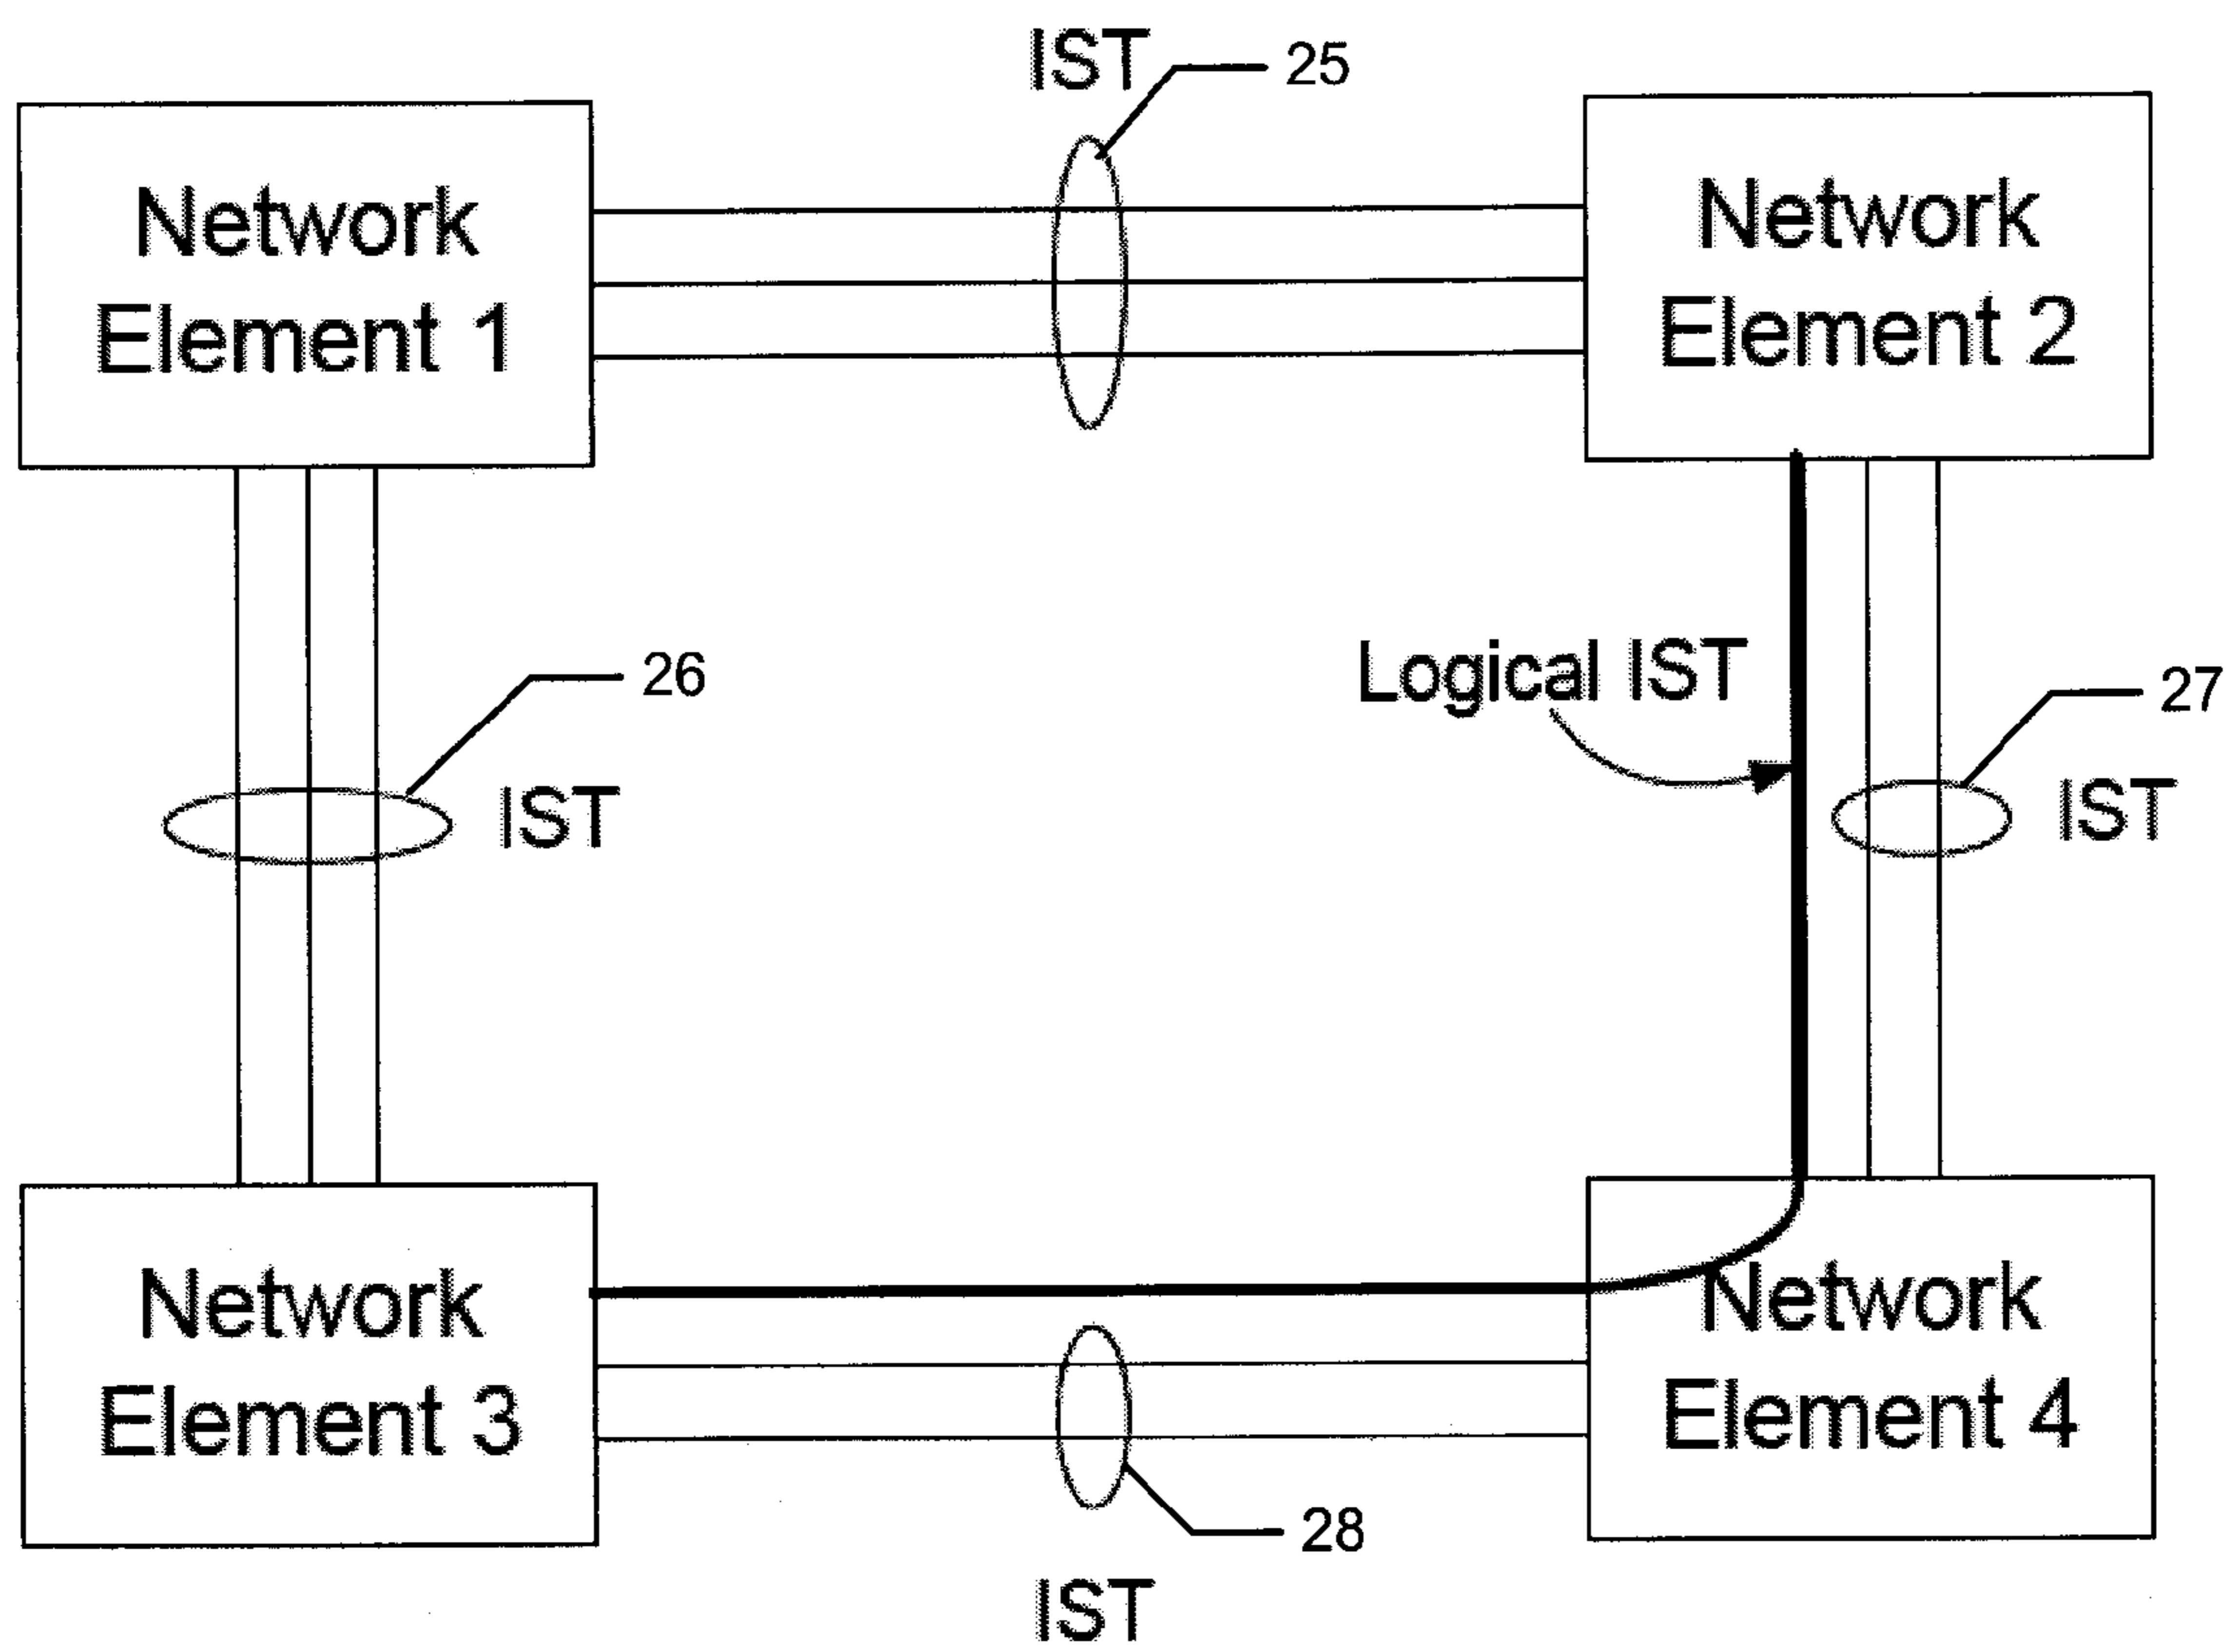 IST
25
Network
Element 1
Network
Element 2
26
IST
Logical IST
27
IST
Network
Element 3
Network
Element 4
28
IST